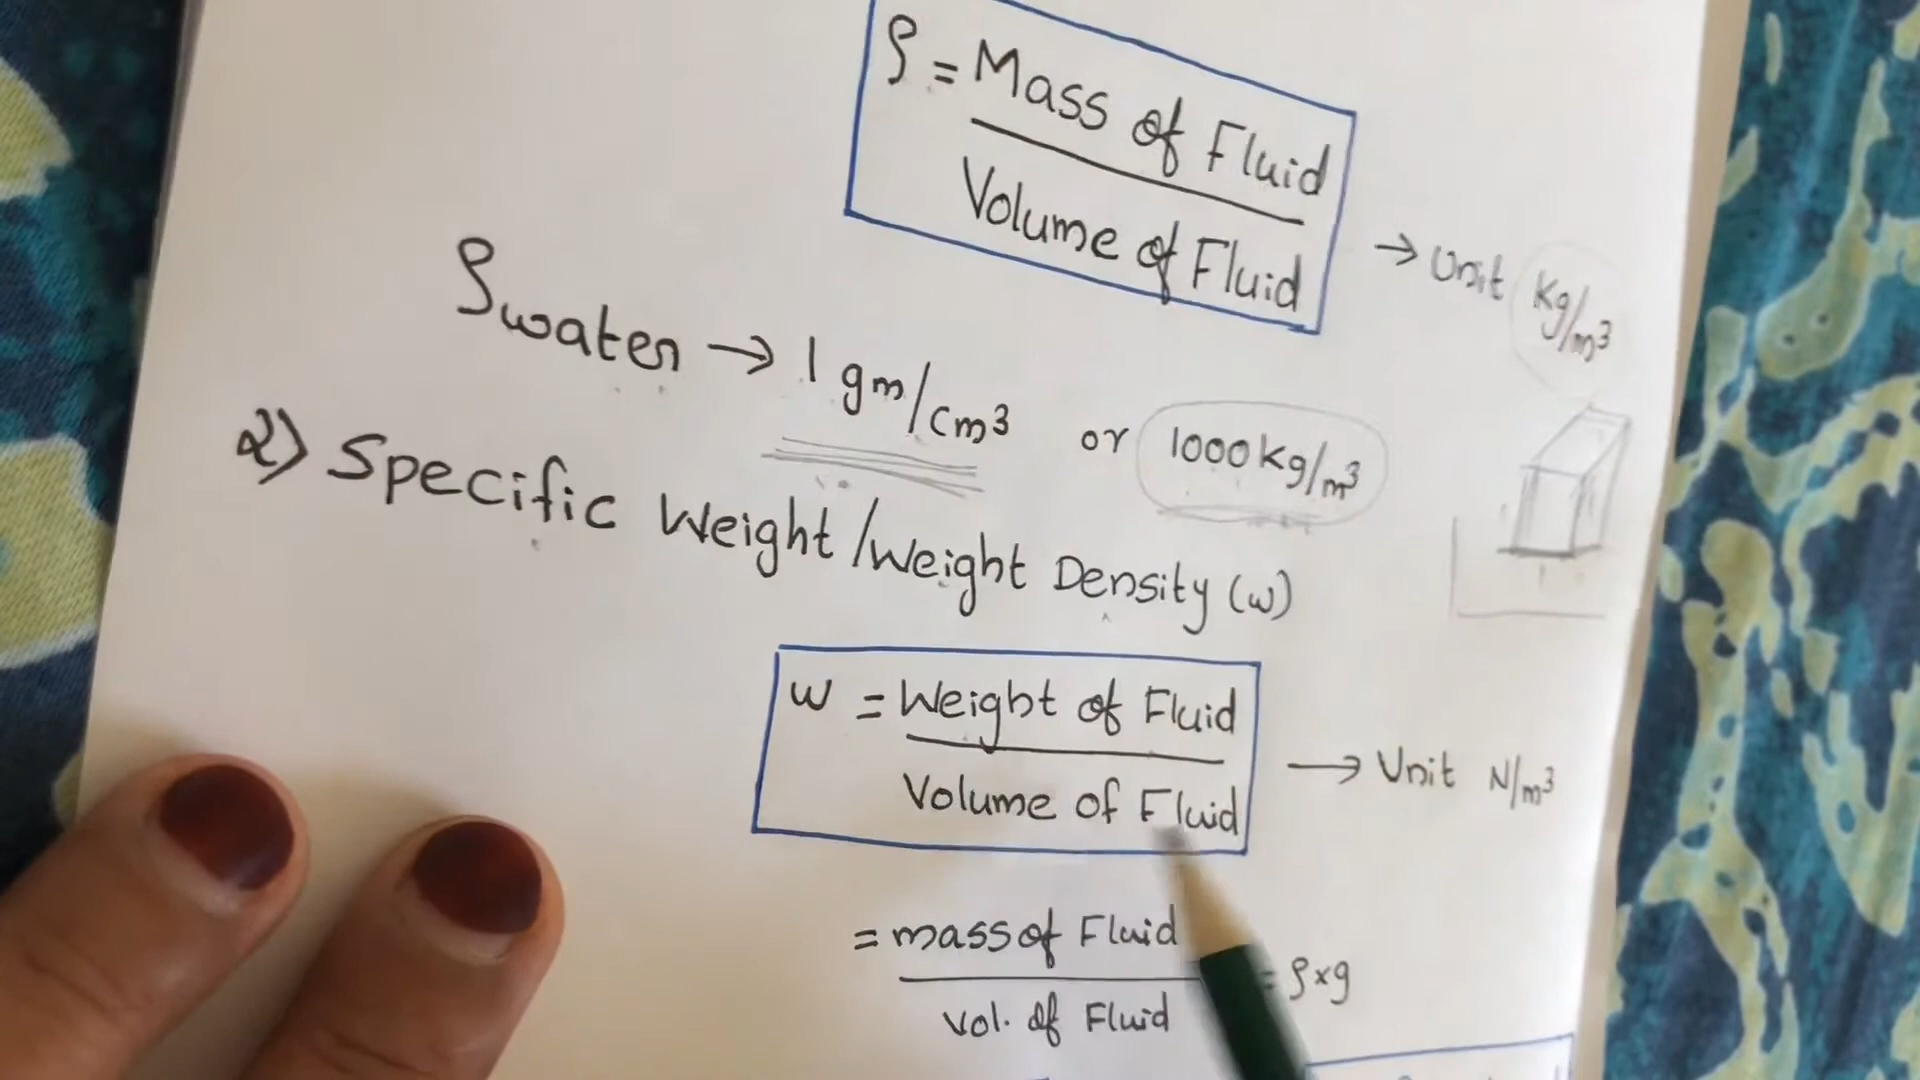 ρ = Mass of Fluid
Volume of Fluid
→ Unit Kg/m³
ρwater → 1 gm/cm³ or 1000 kg/m³
2) Specific Weight/Weight Density (w)
w = Weight of Fluid
Volume of Fluid
→ Unit N/m³
= mass of Fluid
Vol. of Fluid
= ρ×g